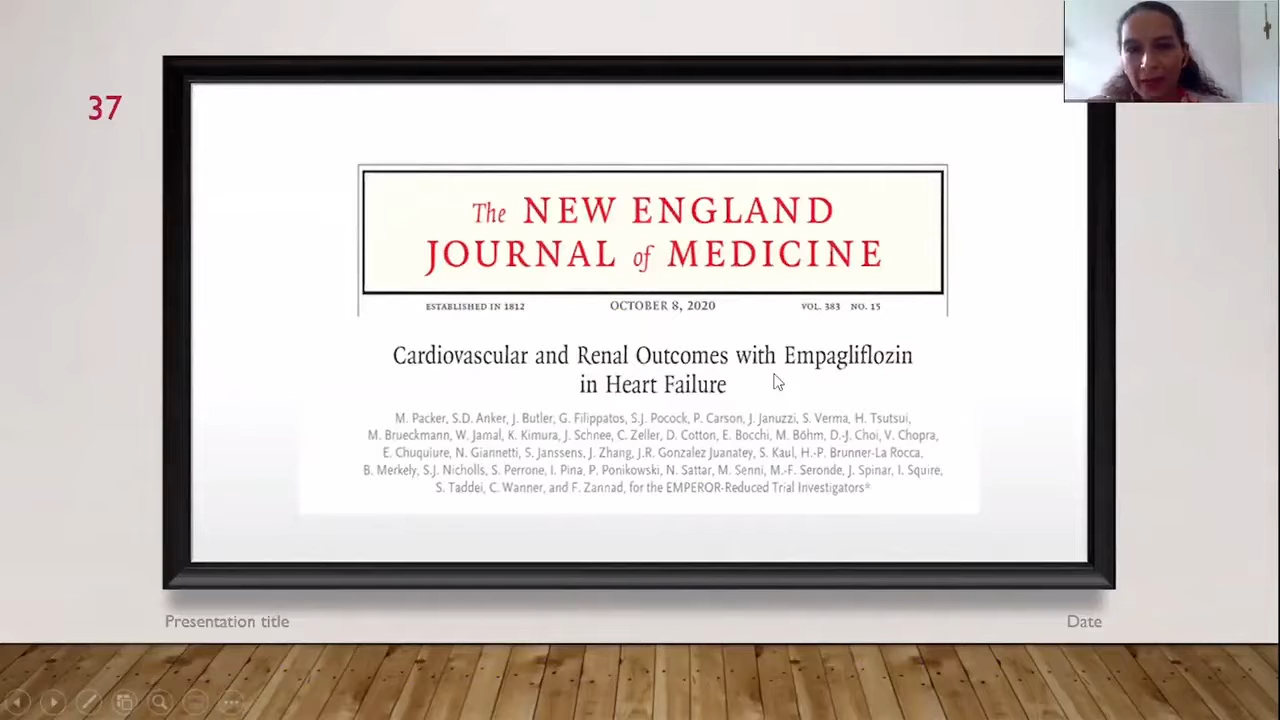 37
The NEW ENGLAND
JOURNAL of MEDICINE
ESTABLISHED IN 1812 OCTOBER 8, 2020 VOL. 383 NO. 15
Cardiovascular and Renal Outcomes with Empagliflozin
in Heart Failure
M. Packer, S.D. Anker, J. Butler, G. Filippatos, S.J. Pocock, P. Carson, J. Januzzi, S. Verma, H. Tsutsui,
M. Brueckmann, W. Jamal, K. Kimura, J. Schnee, C. Zeller, D. Cotton, E. Bocchi, M. Böhm, D.-J. Choi, V. Chopra,
E. Chuquiure, N. Giannetti, S. Janssens, J. Zhang, J.R. Gonzalez Juanatey, S. Kaul, H.-P. Brunner-La Rocca,
B. Merkely, S.J. Nicholls, S. Perrone, I. Pina, P. Ponikowski, N. Sattar, M. Senni, M.-F. Seronde, J. Spinar, I. Squire,
S. Taddei, C. Wanner, and F. Zannad, for the EMPEROR-Reduced Trial Investigators*
Presentation title
Date